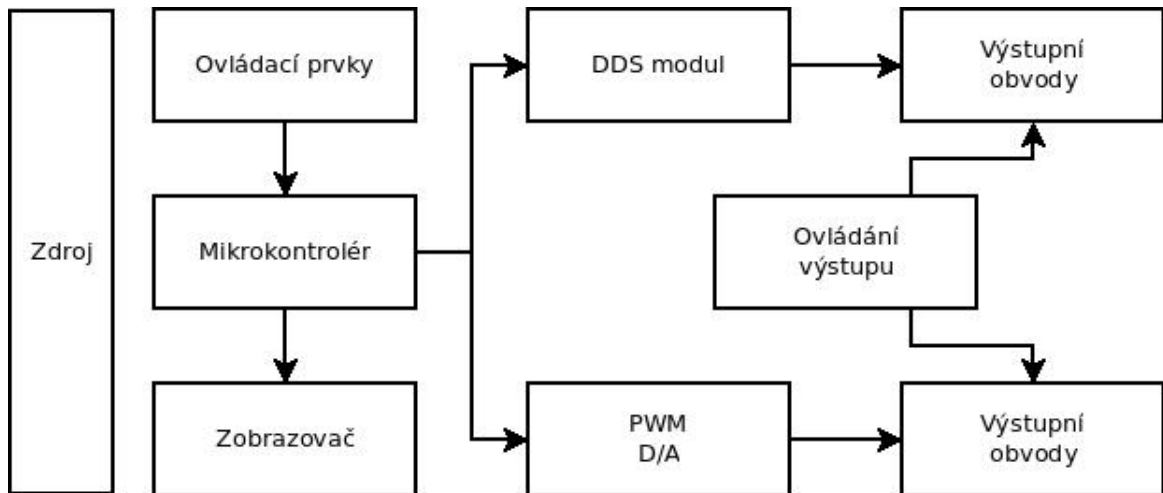 Ovládací prvky
DDS modul
Výstupní
obvody
Zdroj
Mikrokontrolér
Ovládání
výstupu
Zobrazovač
PWM
D/A
Výstupní
obvody